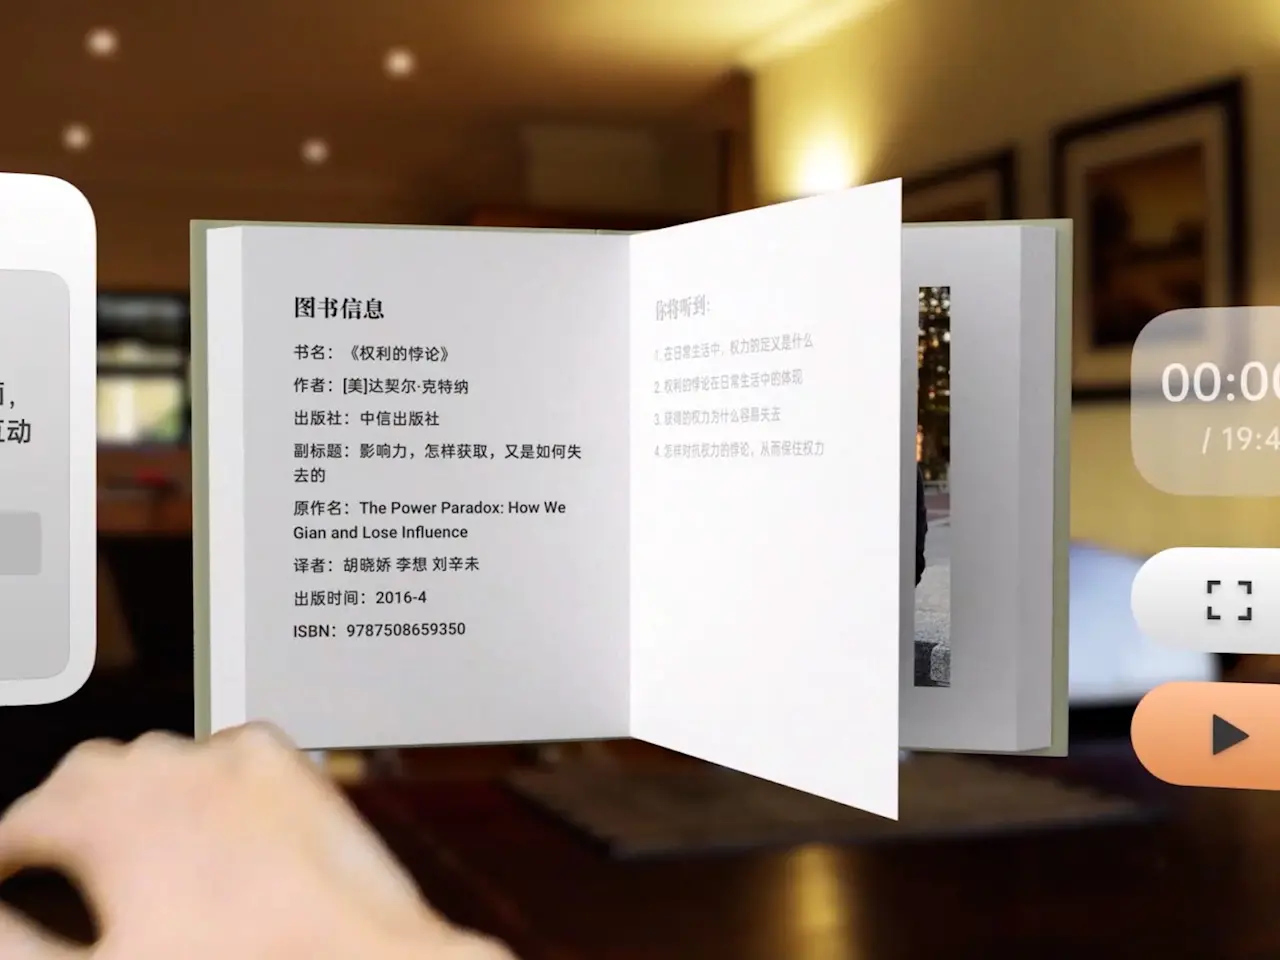 图书信息
书名：《权利的悖论》
作者：[美]达契尔·克特纳
出版社：中信出版社
副标题：影响力，怎样获取，又是如何失
去的
原作名：The Power Paradox: How We
Gian and Lose Influence
译者：胡晓娇 李想 刘辛未
出版时间：2016-4
ISBN：9787508659350
你将听到：
1. 在日常生活中，权力的定义是什么
2. 权利的悖论在日常生活中的体现
3. 获得的权力为什么容易失去
4. 怎样对抗权力的悖论，从而保住权力
互动
00:00
/ 19:4